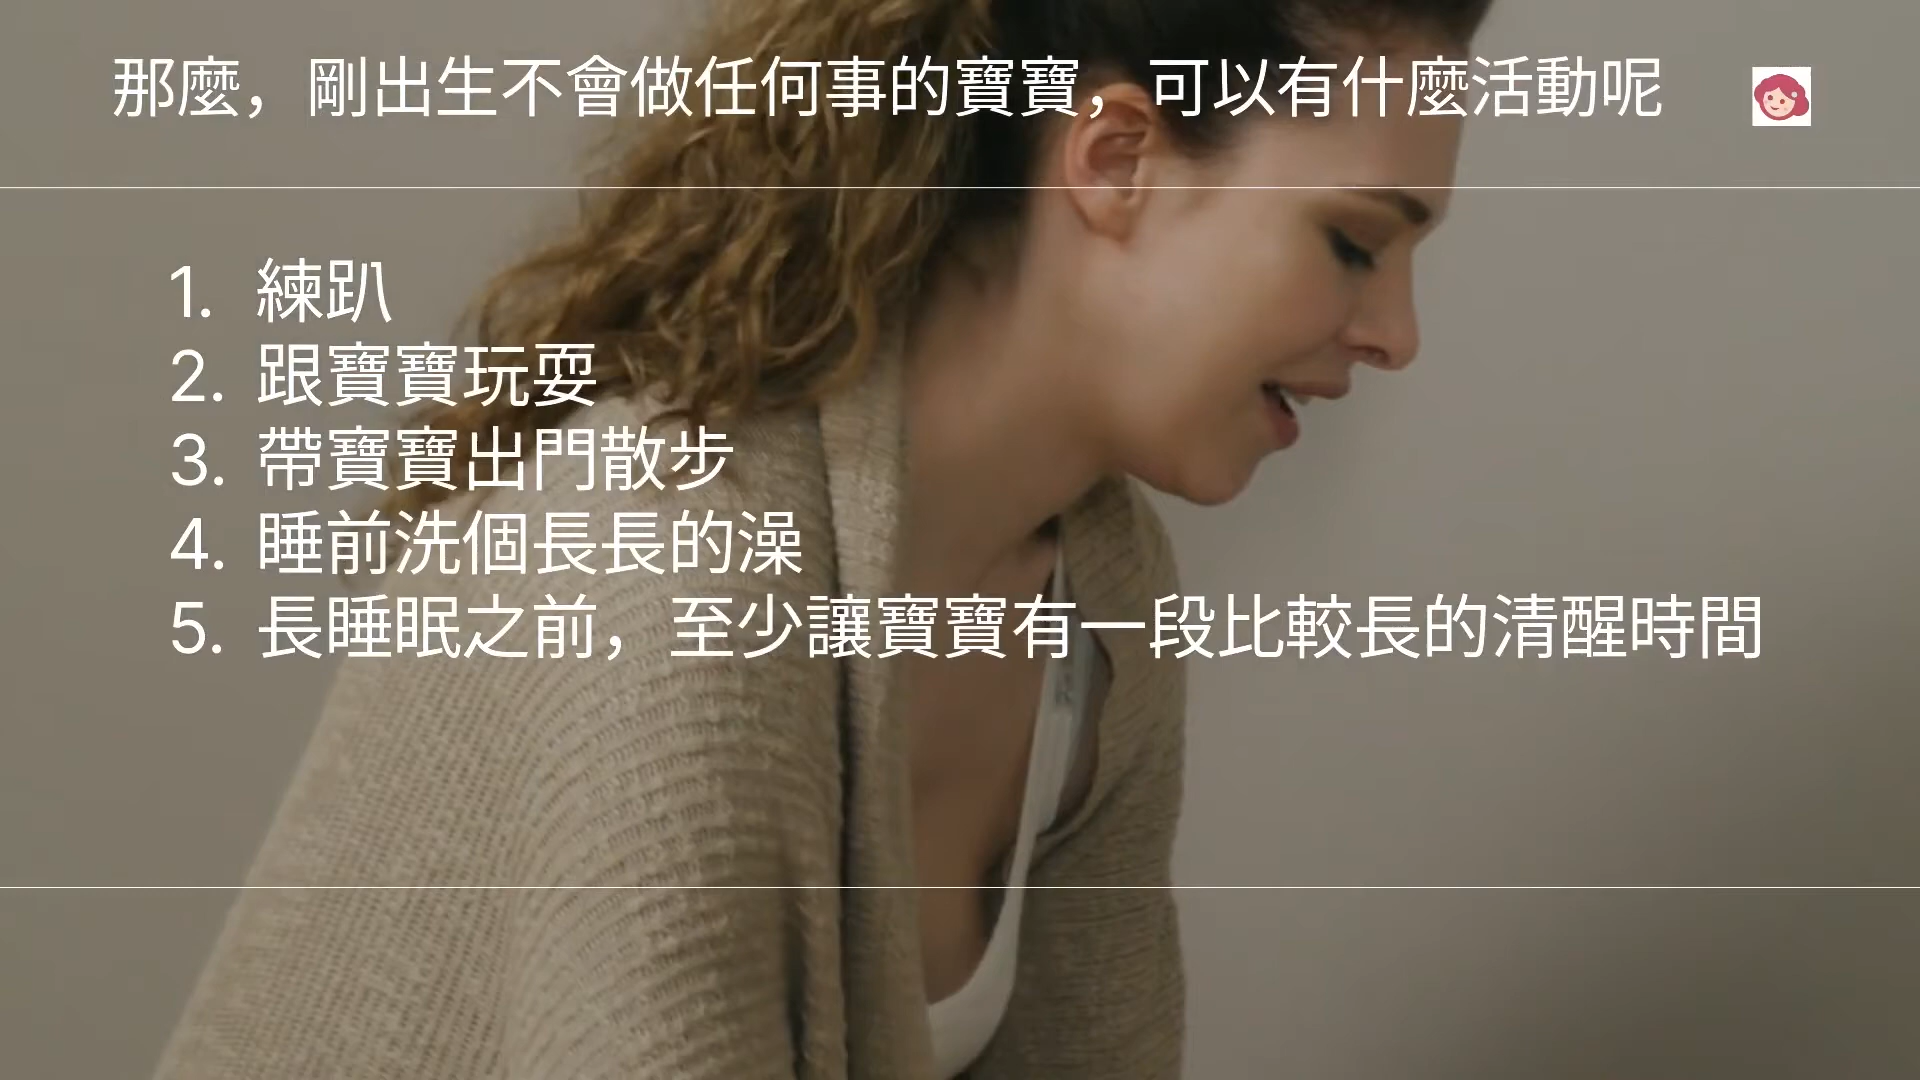 那麼，剛出生不會做任何事的寶寶，可以有什麼活動呢
1. 練趴
2. 跟寶寶玩耍
3. 帶寶寶出門散步
4. 睡前洗個長長的澡
5. 長睡眠之前，至少讓寶寶有一段比較長的清醒時間